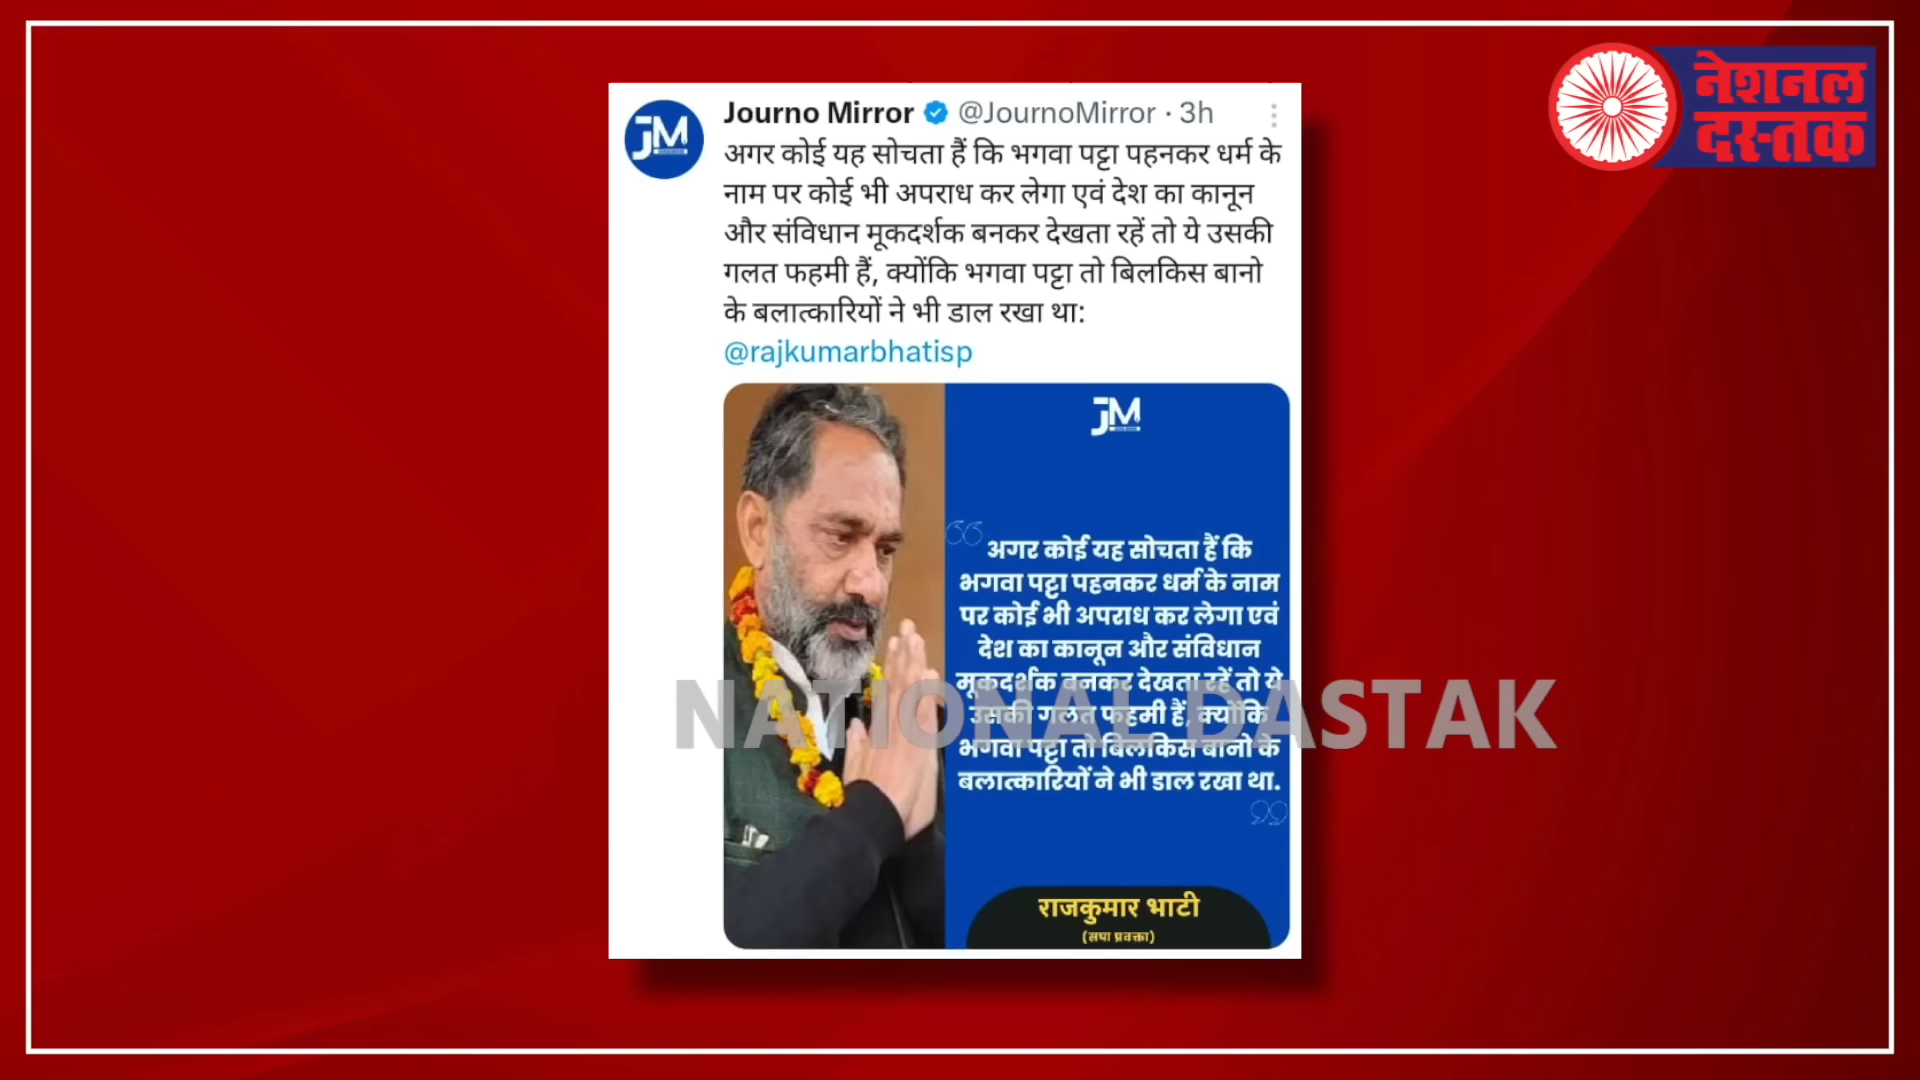 नेशनल
दस्तक
Journo Mirror @JournoMirror · 3h
अगर कोई यह सोचता हैं कि भगवा पट्टा पहनकर धर्म के
नाम पर कोई भी अपराध कर लेगा एवं देश का कानून
और संविधान मूकदर्शक बनकर देखता रहें तो ये उसकी
गलत फहमी हैं, क्योंकि भगवा पट्टा तो बिलकिस बानो
के बलात्कारियों ने भी डाल रखा था:
@rajkumarbhatisp
JM
JM
“अगर कोई यह सोचता हैं कि
भगवा पट्टा पहनकर धर्म के नाम
पर कोई भी अपराध कर लेगा एवं
देश का कानून और संविधान
मूकदर्शक बनकर देखता रहें तो ये
उसकी गलत फहमी हैं, क्योंकि
भगवा पट्टा तो बिलकिस बानो के
बलात्कारियों ने भी डाल रखा था.”
NATIONAL DASTAK
राजकुमार भाटी
(सपा प्रवक्ता)